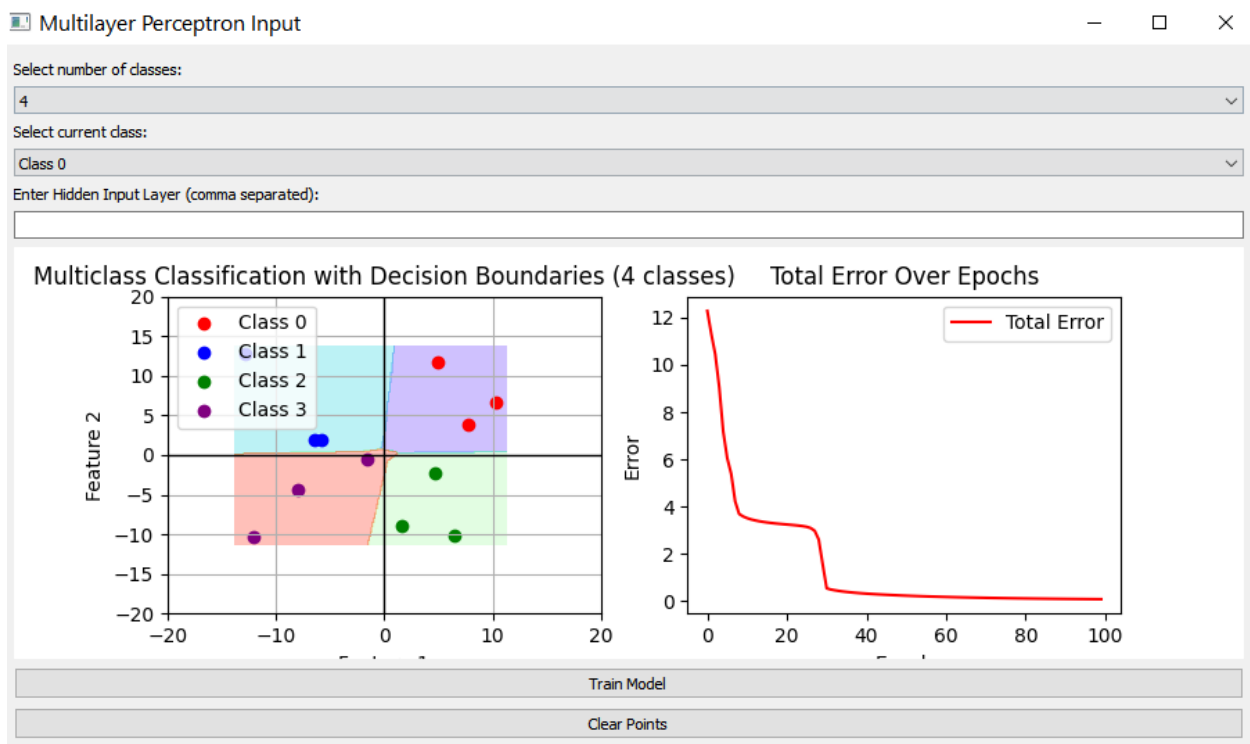 Multilayer Perceptron Input
Select number of classes:
4
Select current class:
Class 0
Enter Hidden Input Layer (comma separated):
Multiclass Classification with Decision Boundaries (4 classes)
Class 0
Class 1
Class 2
Class 3
20
15
10
5
0
−5
−10
−15
−20
Feature 2
−20
−10
0
10
20
Total Error Over Epochs
Total Error
12
10
8
6
4
2
0
Error
0
20
40
60
80
100
Train Model
Clear Points